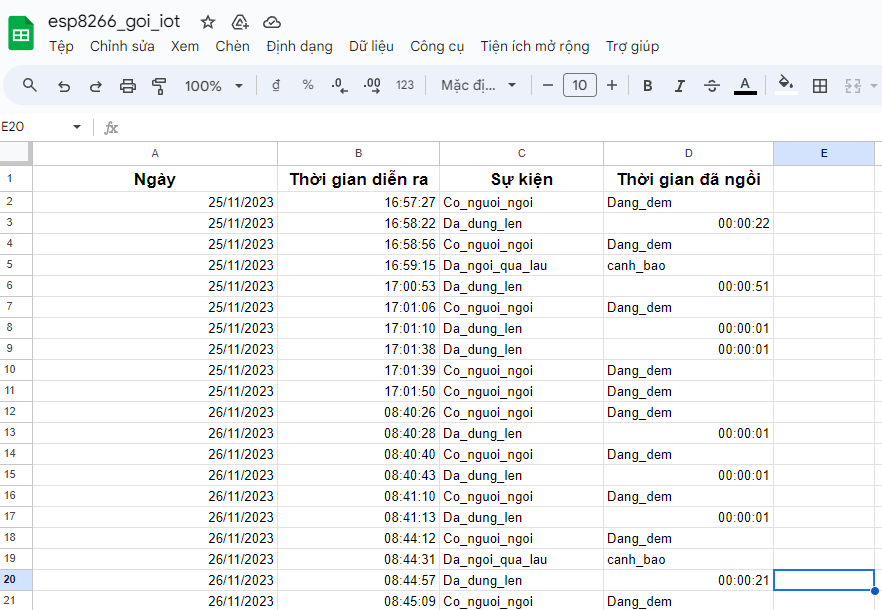 esp8266_goi_iot
Tệp Chỉnh sửa Xem Chèn Định dạng Dữ liệu Công cụ Tiện ích mở rộng Trợ giúp
100% đ % .0 .00 123 Mặc đị... 10 B I S A
E20 fx
A B C D E
1 Ngày Thời gian diễn ra Sự kiện Thời gian đã ngồi
2 25/11/2023 16:57:27 Co_nguoi_ngoi Dang_dem
3 25/11/2023 16:58:22 Da_dung_len 00:00:22
4 25/11/2023 16:58:56 Co_nguoi_ngoi Dang_dem
5 25/11/2023 16:59:15 Da_ngoi_qua_lau canh_bao
6 25/11/2023 17:00:53 Da_dung_len 00:00:51
7 25/11/2023 17:01:06 Co_nguoi_ngoi Dang_dem
8 25/11/2023 17:01:10 Da_dung_len 00:00:01
9 25/11/2023 17:01:38 Da_dung_len 00:00:01
10 25/11/2023 17:01:39 Co_nguoi_ngoi Dang_dem
11 25/11/2023 17:01:50 Co_nguoi_ngoi Dang_dem
12 26/11/2023 08:40:26 Co_nguoi_ngoi Dang_dem
13 26/11/2023 08:40:28 Da_dung_len 00:00:01
14 26/11/2023 08:40:40 Co_nguoi_ngoi Dang_dem
15 26/11/2023 08:40:43 Da_dung_len 00:00:01
16 26/11/2023 08:41:10 Co_nguoi_ngoi Dang_dem
17 26/11/2023 08:41:13 Da_dung_len 00:00:01
18 26/11/2023 08:44:12 Co_nguoi_ngoi Dang_dem
19 26/11/2023 08:44:31 Da_ngoi_qua_lau canh_bao
20 26/11/2023 08:44:57 Da_dung_len 00:00:21
21 26/11/2023 08:45:09 Co_nguoi_ngoi Dang_dem